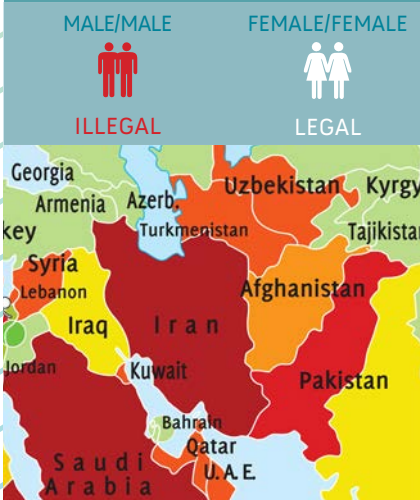 MALE/MALE FEMALE/FEMALE
ILLEGAL LEGAL
Georgia
Uzbekistan Kyrgy
Armenia Azerb.
key Turkmenistan Tajikistan
Syria
Lebanon Afghanistan
Iraq Iran
Jordan Kuwait Pakistan
Bahrain
Qatar
Saudi U.A.E.
Arabia